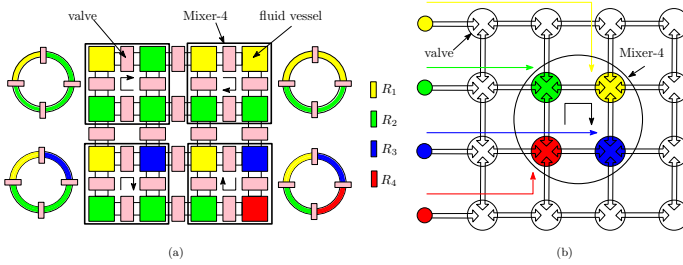 valve
Mixer-4
fluid vessel
R1
R2
R3
R4
(a)
valve
Mixer-4
(b)